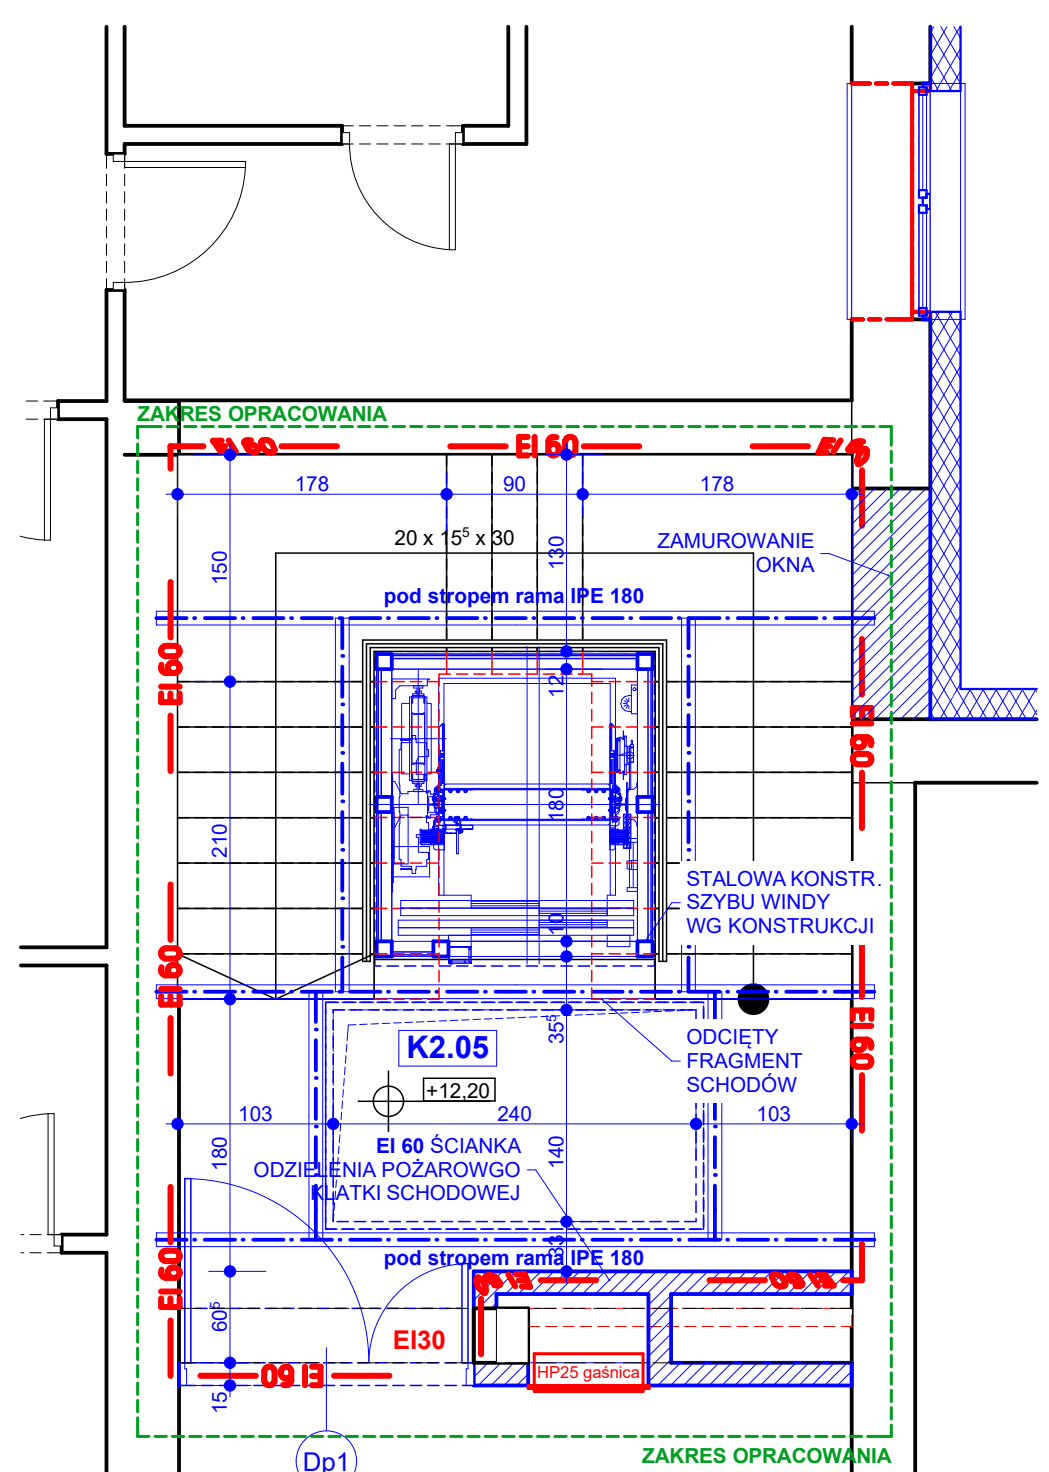 ZAKRES OPRACOWANIA
EI 60
EI 60
EI 60
178
90
178
20 x 15⁵ x 30
130
150
ZAMUROWANIE
OKNA
pod stropem rama IPE 180
EI 60
12
EI 60
180
210
STALOWA KONSTR.
SZYBU WINDY
WG KONSTRUKCJI
10
EI 60
35⁵
EI 60
K2.05
ODCIĘTY
FRAGMENT
SCHODÓW
+12,20
103
240
103
180
140
EI 60 ŚCIANKA
ODZIELENIA POŻAROWGO
KLATKI SCHODOWEJ
33
pod stropem rama IPE 180
EI 60
EI 60
EI 60
60⁵
EI30
HP25 gaśnica
EI 60
15
ZAKRES OPRACOWANIA
Dp1